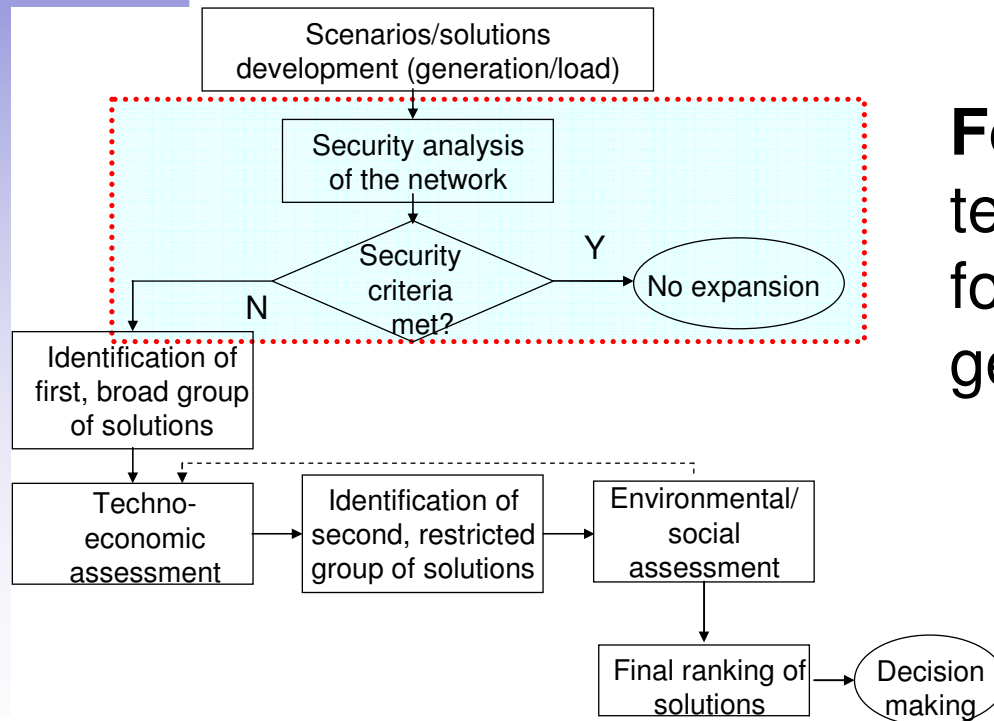 Scenarios/solutions
development (generation/load)
Security analysis
of the network
Security
criteria
met?
Y
No expansion
N
Identification of
first, broad group
of solutions
Techno-
economic
assessment
Identification of
second, restricted
group of solutions
Environmental/
social
assessment
Final ranking of
solutions
Decision
making